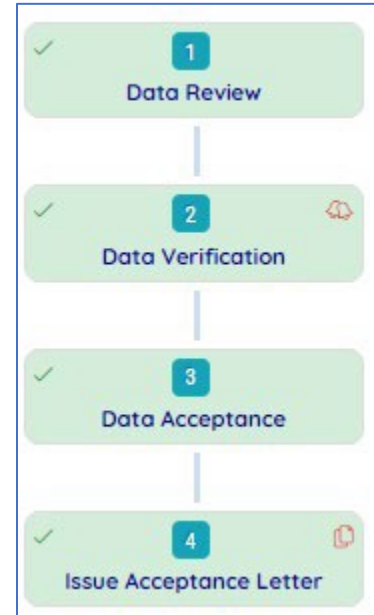 1
Data Review
2
Data Verification
3
Data Acceptance
4
Issue Acceptance Letter